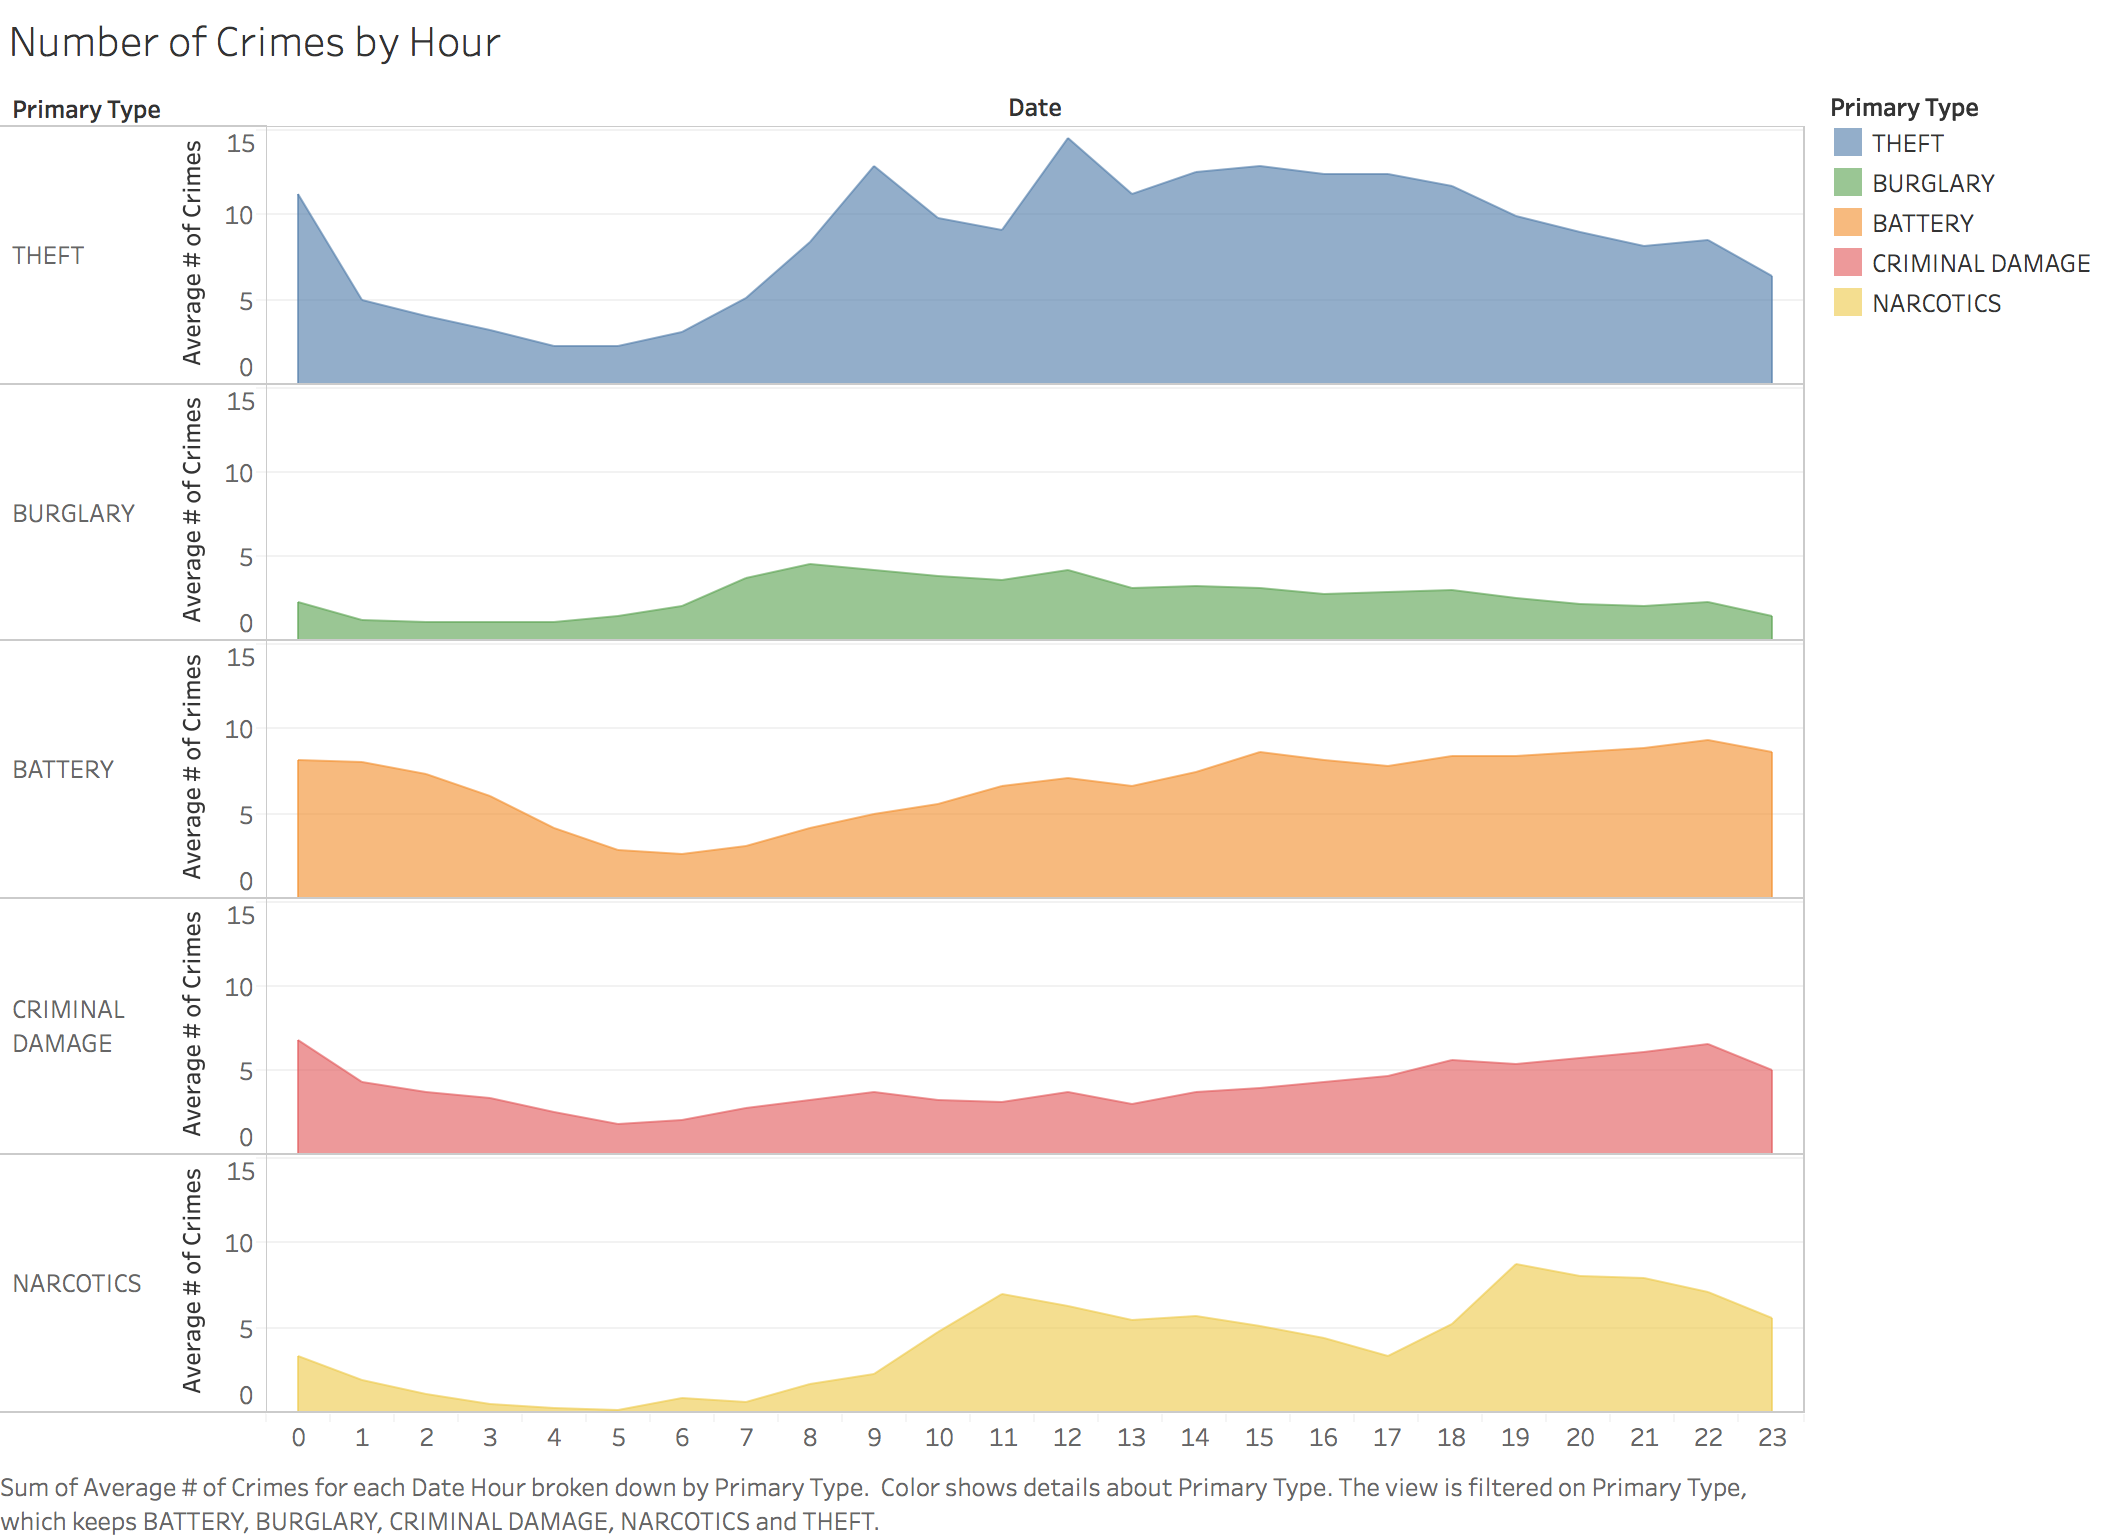 Number of Crimes by Hour
Primary Type
Date
THEFT
Average # of Crimes
15
10
5
0
BURGLARY
Average # of Crimes
15
10
5
0
BATTERY
Average # of Crimes
15
10
5
0
CRIMINAL
DAMAGE
Average # of Crimes
15
10
5
0
NARCOTICS
Average # of Crimes
15
10
5
0
0 1 2 3 4 5 6 7 8 9 10 11 12 13 14 15 16 17 18 19 20 21 22 23
Primary Type
THEFT
BURGLARY
BATTERY
CRIMINAL DAMAGE
NARCOTICS
Sum of Average # of Crimes for each Date Hour broken down by Primary Type.  Color shows details about Primary Type. The view is filtered on Primary Type,
which keeps BATTERY, BURGLARY, CRIMINAL DAMAGE, NARCOTICS and THEFT.